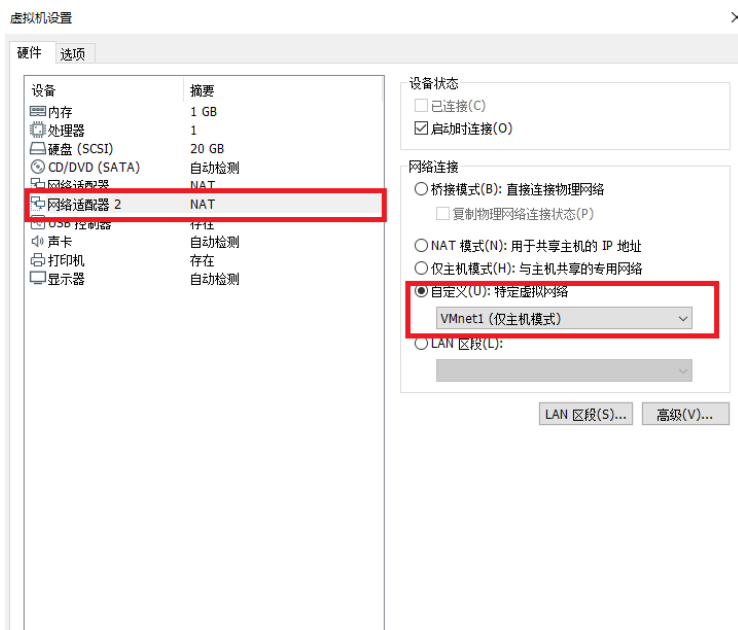 虚拟机设置
硬件 选项
设备 摘要
内存 1 GB
处理器 1
硬盘 (SCSI) 20 GB
CD/DVD (SATA) 自动检测
网络适配器 NAT
网络适配器 2 NAT
USB 控制器 存在
声卡 自动检测
打印机 存在
显示器 自动检测
设备状态
已连接(C)
启动时连接(O)
网络连接
桥接模式(B): 直接连接物理网络
复制物理网络连接状态(P)
NAT 模式(N): 用于共享主机的 IP 地址
仅主机模式(H): 与主机共享的专用网络
自定义(U): 特定虚拟网络
VMnet1 (仅主机模式)
LAN 区段(L):
LAN 区段(S)... 高级(V)...